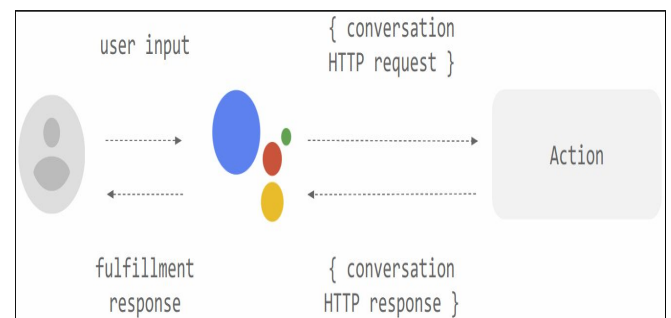 user input
{ conversation
HTTP request }
Action
fulfillment
response
{ conversation
HTTP response }